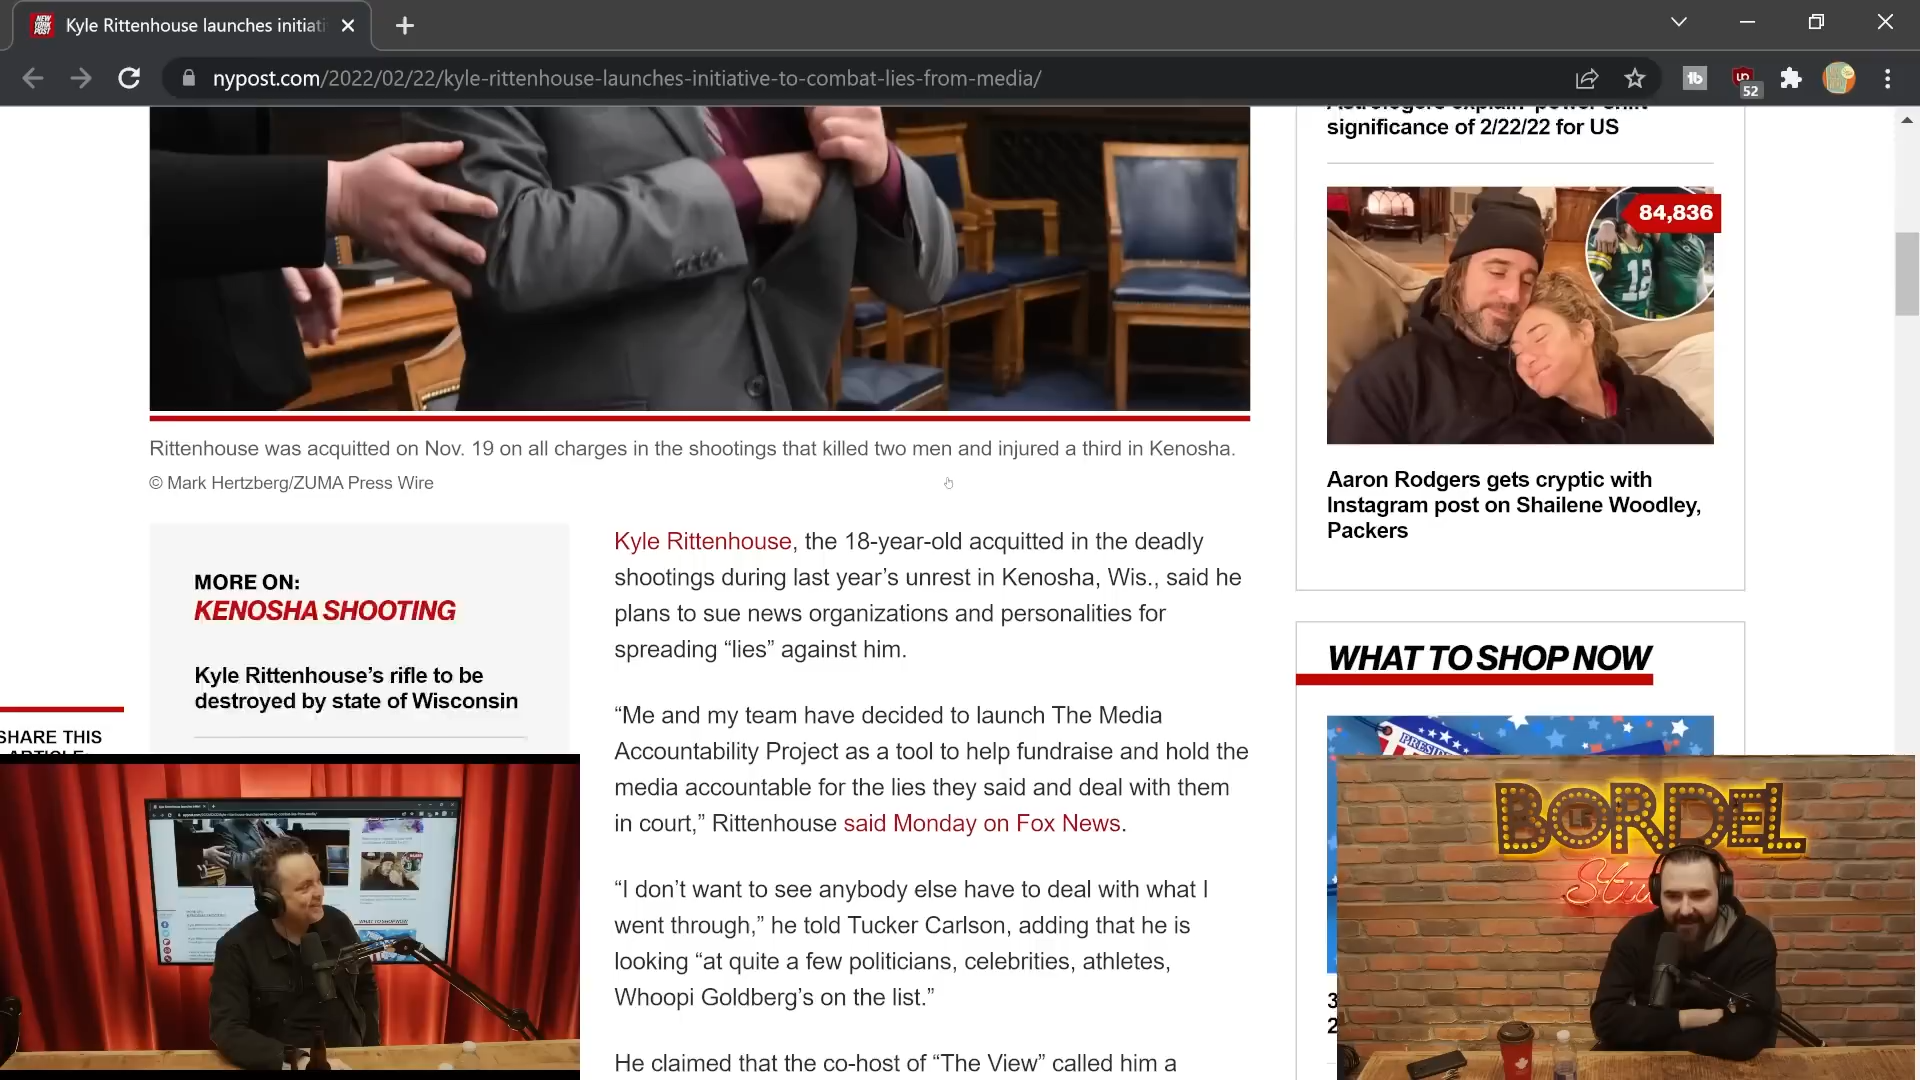 NEW YORK POST
Kyle Rittenhouse launches initiati
nypost.com/2022/02/22/kyle-rittenhouse-launches-initiative-to-combat-lies-from-media/
tb
52
significance of 2/22/22 for US
84,836
12
Rittenhouse was acquitted on Nov. 19 on all charges in the shootings that killed two men and injured a third in Kenosha.
© Mark Hertzberg/ZUMA Press Wire
Aaron Rodgers gets cryptic with
Instagram post on Shailene Woodley,
Packers
MORE ON:
KENOSHA SHOOTING
Kyle Rittenhouse’s rifle to be
destroyed by state of Wisconsin
SHARE THIS
ARTICLE:
Kyle Rittenhouse, the 18-year-old acquitted in the deadly
shootings during last year’s unrest in Kenosha, Wis., said he
plans to sue news organizations and personalities for
spreading “lies” against him.
“Me and my team have decided to launch The Media
Accountability Project as a tool to help fundraise and hold the
media accountable for the lies they said and deal with them
in court,” Rittenhouse said Monday on Fox News.
“I don’t want to see anybody else have to deal with what I
went through,” he told Tucker Carlson, adding that he is
looking “at quite a few politicians, celebrities, athletes,
Whoopi Goldberg’s on the list.”
He claimed that the co-host of “The View” called him a
WHAT TO SHOP NOW
3
2
LE
BORDEL